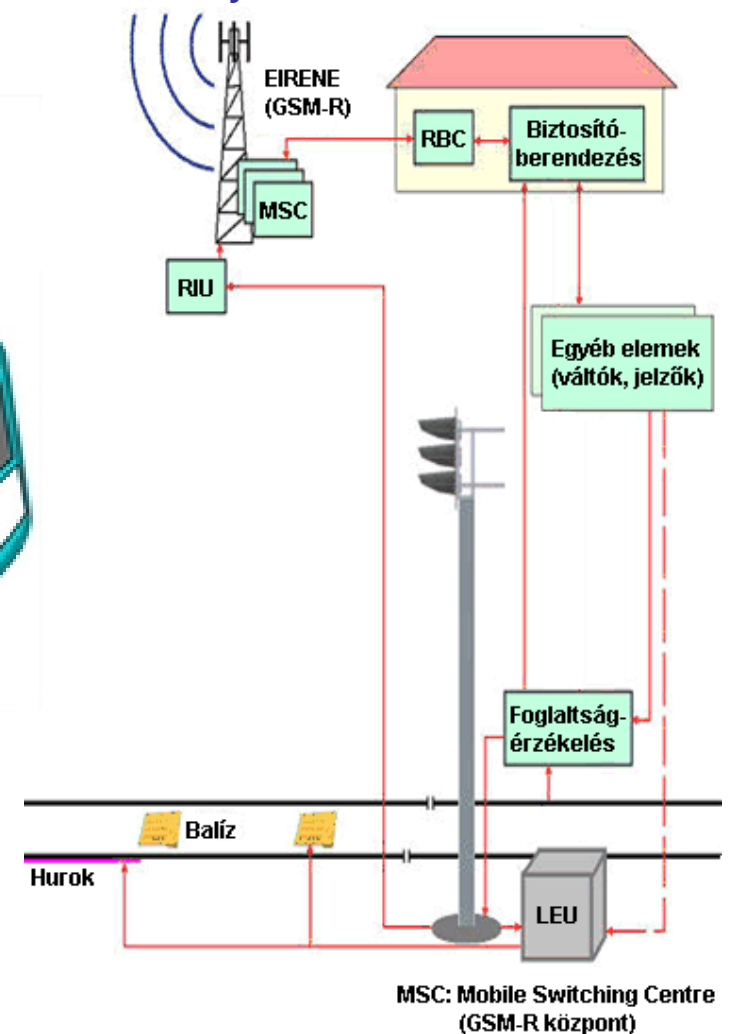 EIRENE
(GSM-R)
RBC
Biztosító-
berendezés
MSC
RIU
Egyéb elemek
(váltók, jelzők)
Foglaltság-
érzékelés
Balíz
Hurok
LEU
MSC: Mobile Switching Centre
(GSM-R központ)